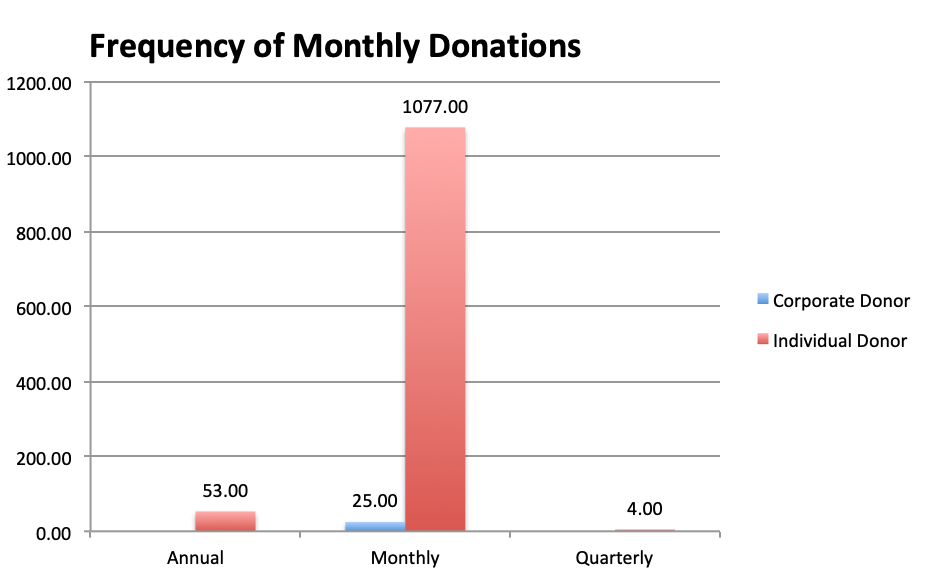 Frequency of Monthly Donations
1200.00
1000.00
800.00
600.00
400.00
200.00
0.00
1077.00
53.00
25.00
4.00
Annual
Monthly
Quarterly
Corporate Donor
Individual Donor